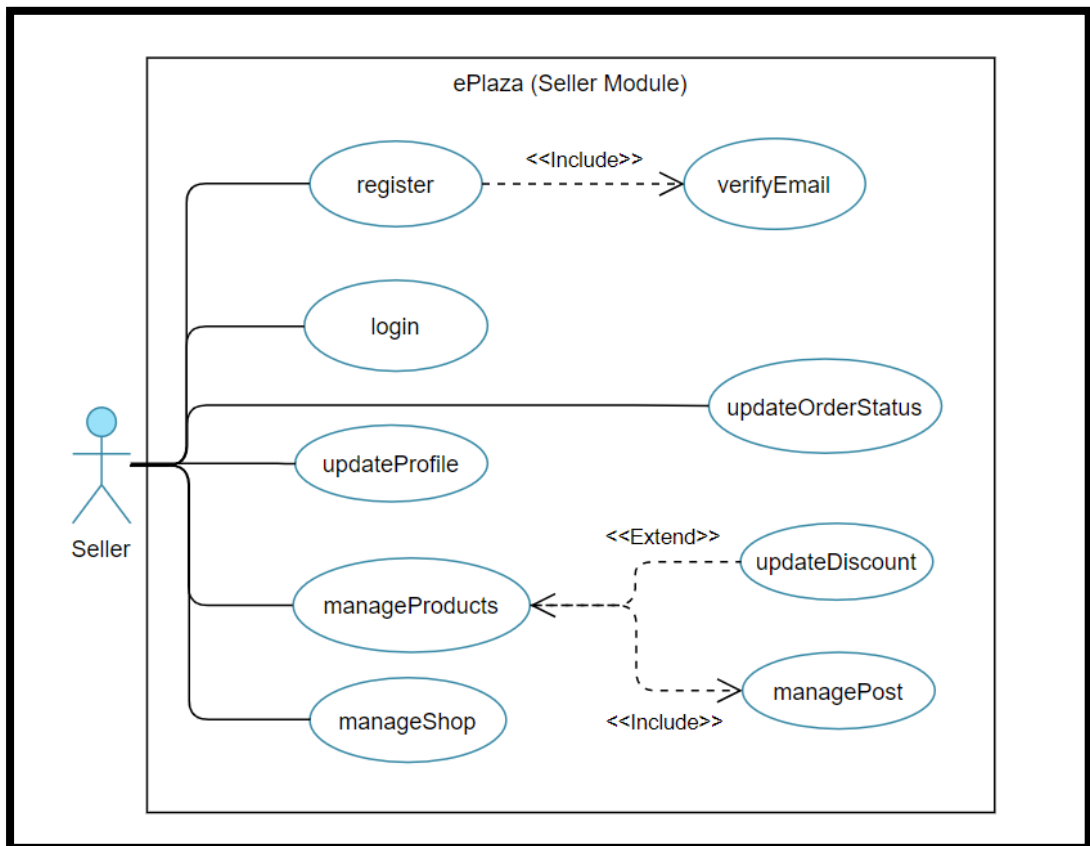 ePlaza (Seller Module)
<<Include>>
register
verifyEmail
login
updateOrderStatus
updateProfile
Seller
<<Extend>>
updateDiscount
manageProducts
managePost
<<Include>>
manageShop